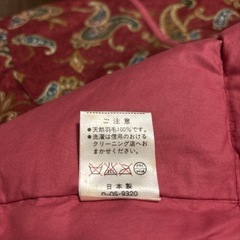 ご注意
●天然羽毛100%です。
●洗濯は信用のおける
クリーニング店へお
まかせください。
日本製